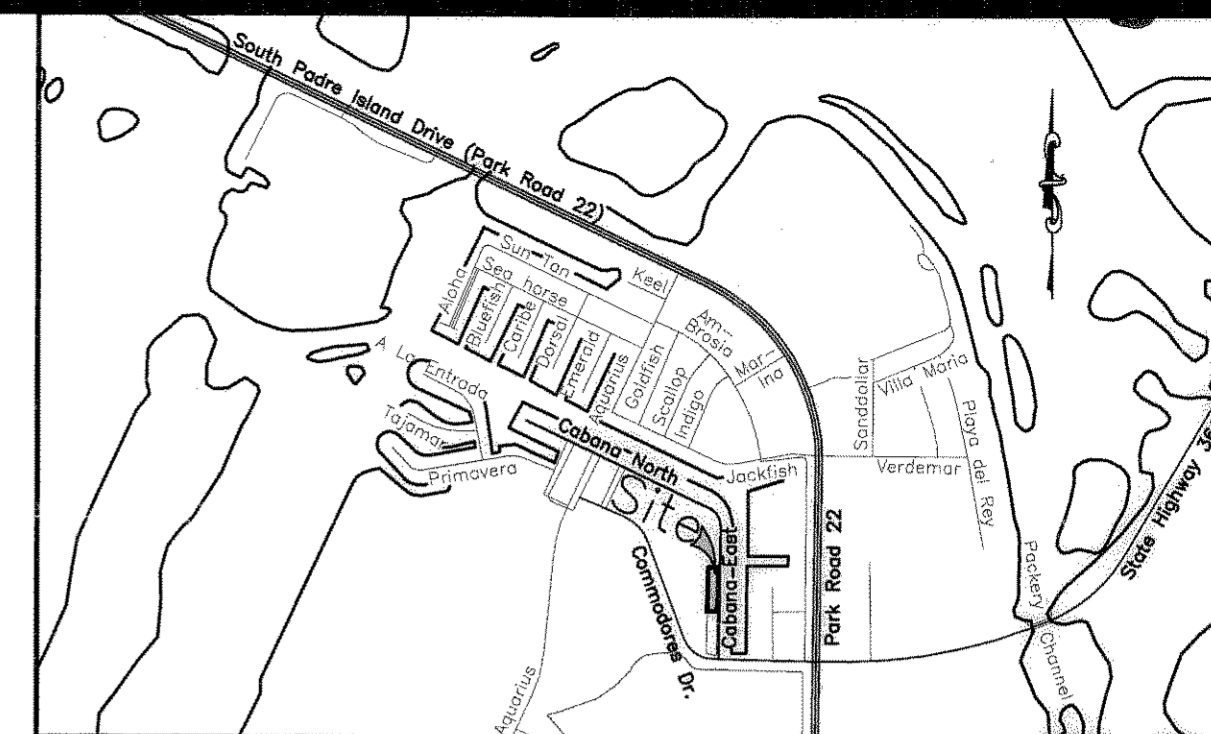 South Padre Island Drive (Park Road 22)
Sun-Tan
Sea horse
Keel
Aloha
Bluefish
Caribe
Dorsal
Emerald
Aquarius
Goldfish
Scallop
Indigo
Am--
Brosia
Mar--
Ina
A La Entrada
Tajamar
Primavera
Cabana-North
Jackfish
Sanddollar
Villa Maria
Playa del Rey
Verdemar
Site
Cabana-East
Commodores Dr.
Park Road 22
Packery
Channel
State Highway 36
Aquarius